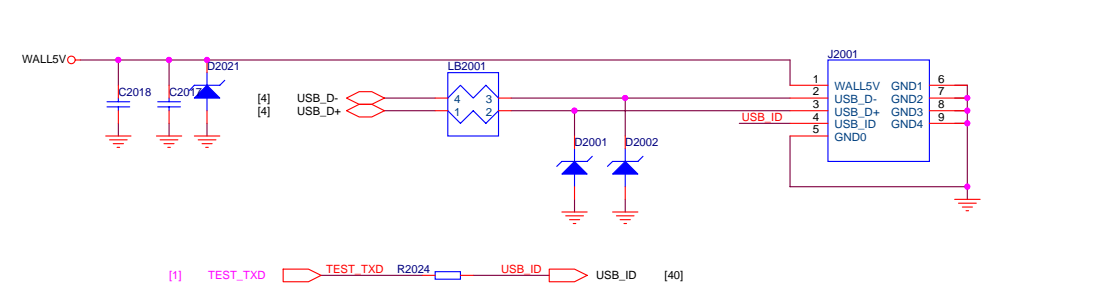 J2001
WALL5V
D2021
LB2001
C2018
C2017
[4] USB_D-
4 3
[4] USB_D+
1 2
1 WALL5V GND1 6
2 USB_D- GND2 7
3 USB_D+ GND3 8
USB_ID 4 USB_ID GND4 9
5 GND0
D2001
D2002
[1] TEST_TXD TEST_TXD R2024 USB_ID USB_ID [40]